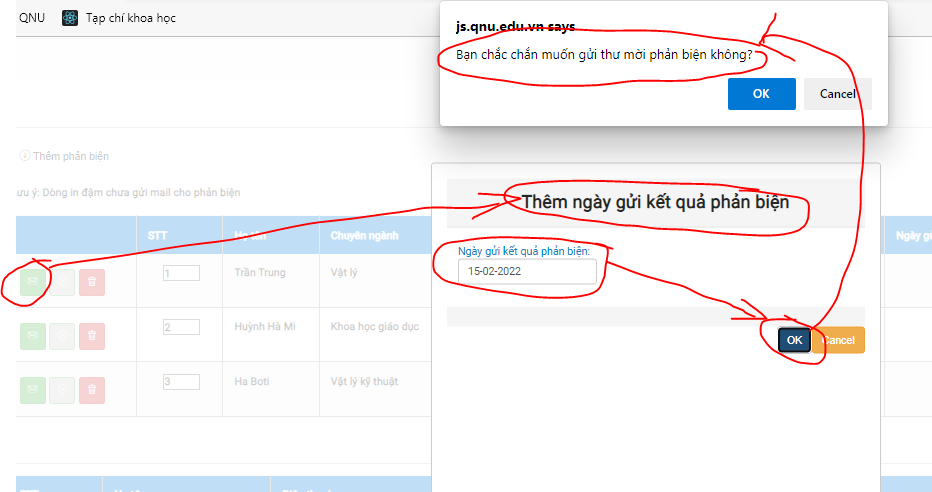 QNU Tạp chí khoa học
js.qnu.edu.vn says
Bạn chắc chắn muốn gửi thư mời phản biện không?
OK Cancel
Thêm phản biện
ưu ý: Dòng in đậm chưa gửi mail cho phản biện
Thêm ngày gửi kết quả phản biện
STT Họ tên Chuyên ngành Ngày gử
Ngày gửi kết quả phản biện:
15-02-2022
1 Trần Trung Vật lý
2 Huỳnh Hà Mi Khoa học giáo dục
OK Cancel
3 Ha Boti Vật lý kỹ thuật